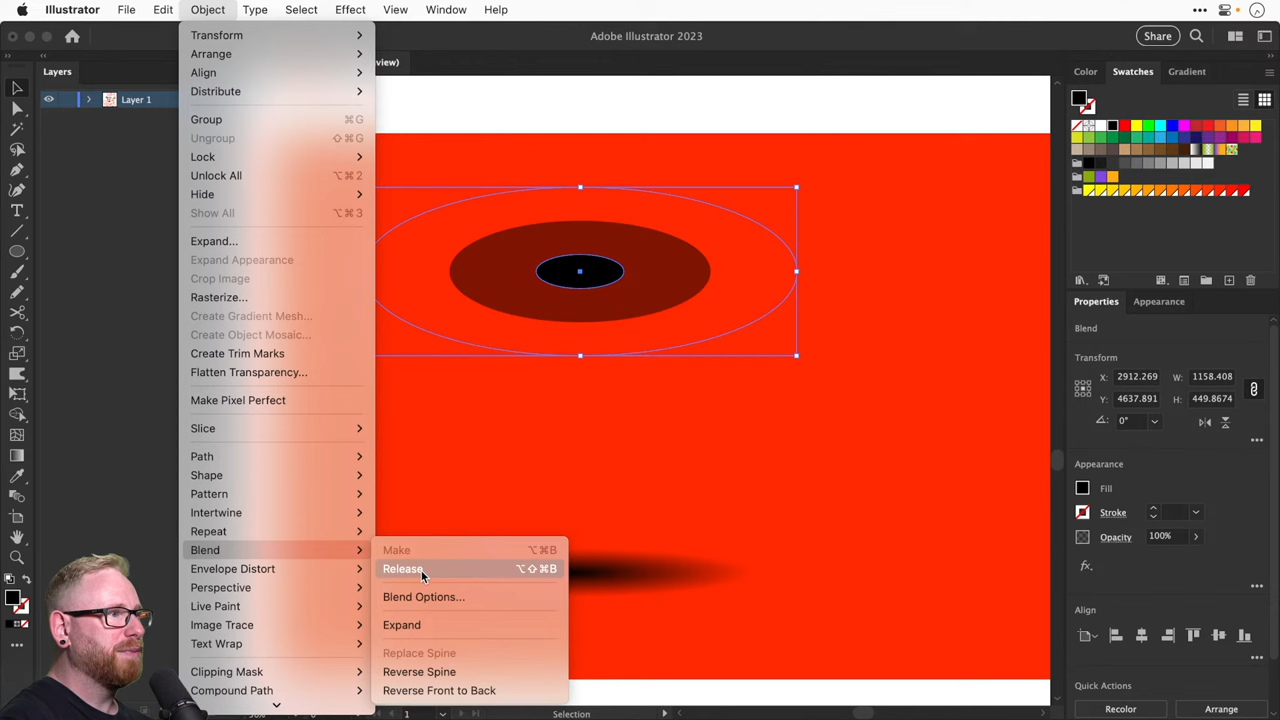 Illustrator File Edit Object Type Select Effect View Window Help
Adobe Illustrator 2023
Share
view)
Layers
Layer 1
Transform
Arrange
Align
Distribute
Group ⌘G
Ungroup ⇧⌘G
Lock
Unlock All ⌥⌘2
Hide
Show All ⌥⌘3
Expand...
Expand Appearance
Crop Image
Rasterize...
Create Gradient Mesh...
Create Object Mosaic...
Create Trim Marks
Flatten Transparency...
Make Pixel Perfect
Slice
Path
Shape
Pattern
Intertwine
Repeat
Blend
Envelope Distort
Perspective
Live Paint
Image Trace
Text Wrap
Clipping Mask
Compound Path
Make ⌥⌘B
Release ⌥⇧⌘B
Blend Options...
Expand
Replace Spine
Reverse Spine
Reverse Front to Back
1
Selection
Color Swatches Gradient
Properties Appearance
Blend
Transform
X: 2912.269 W: 1158.408
Y: 4637.891 H: 449.8674
0°
Appearance
Fill
Stroke
Opacity 100%
fx.
Align
Quick Actions
Recolor Arrange